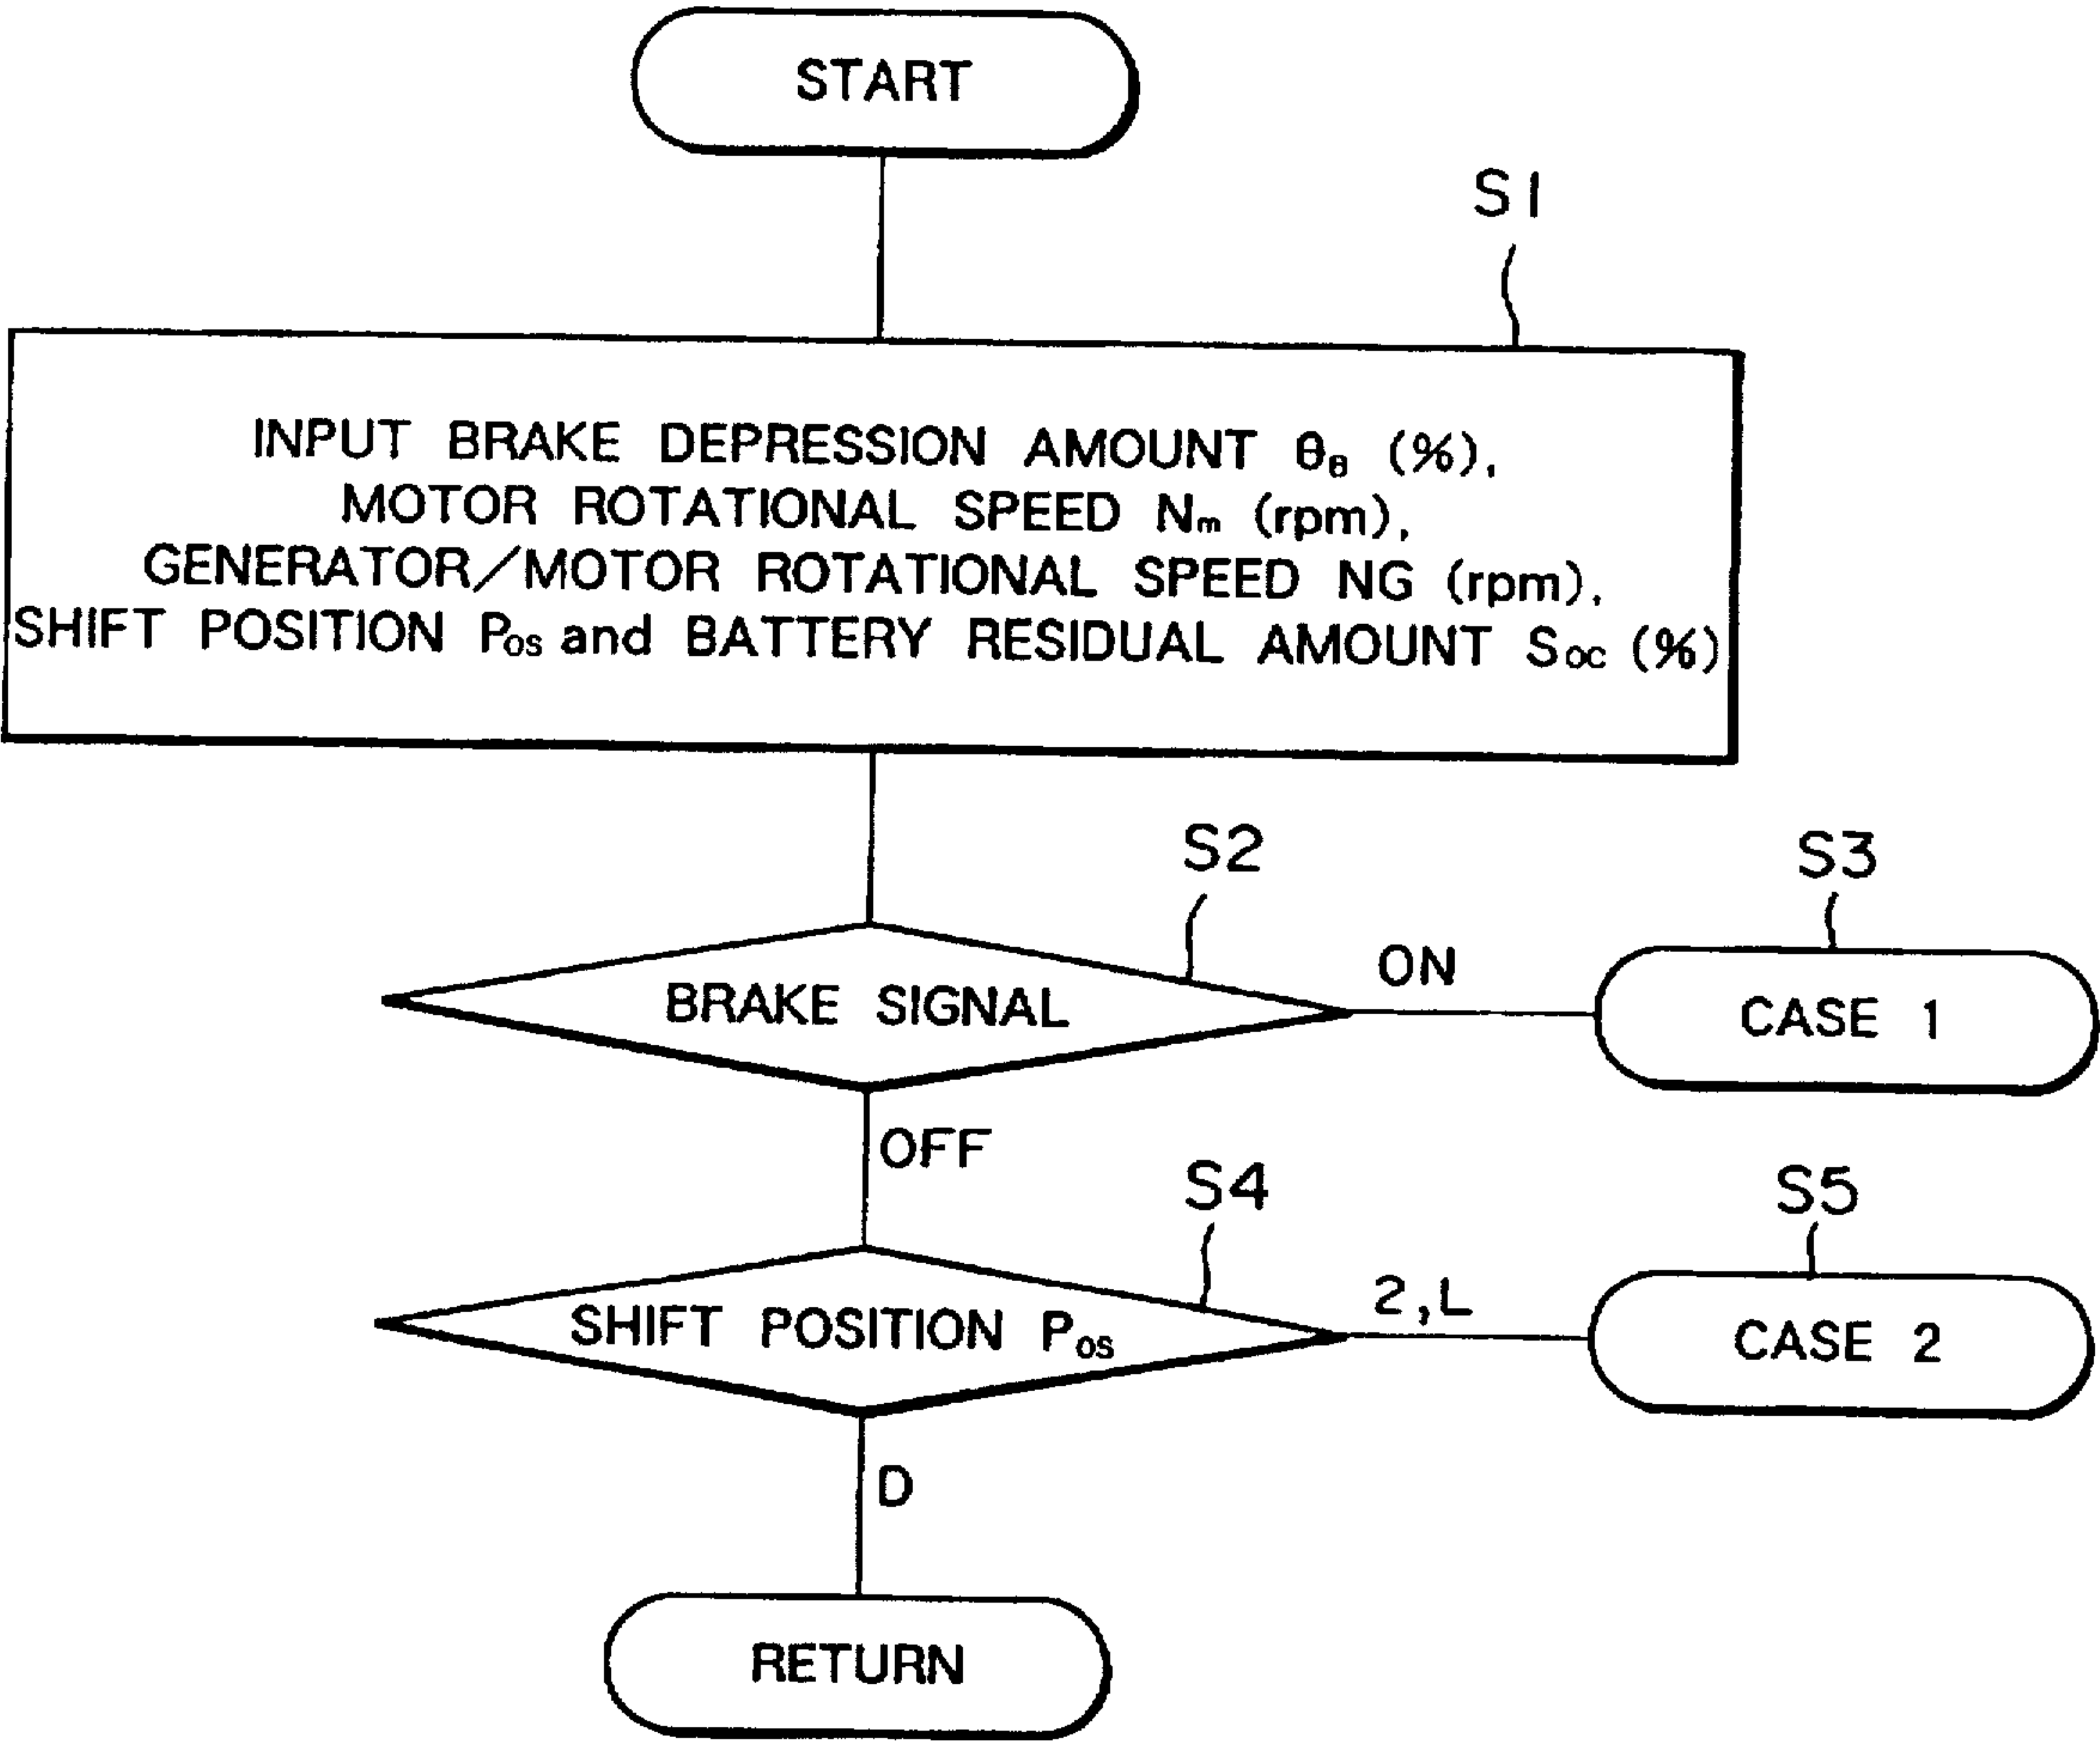 START
S1
INPUT BRAKE DEPRESSION AMOUNT θθ (%),
MOTOR ROTATIONAL SPEED Nm (rpm),
GENERATOR/MOTOR ROTATIONAL SPEED NG (rpm),
SHIFT POSITION Pos and BATTERY RESIDUAL AMOUNT Soc (%)
S2
S3
BRAKE SIGNAL
ON
CASE 1
OFF
S4
S5
SHIFT POSITION Pos
2,L
CASE 2
D
RETURN